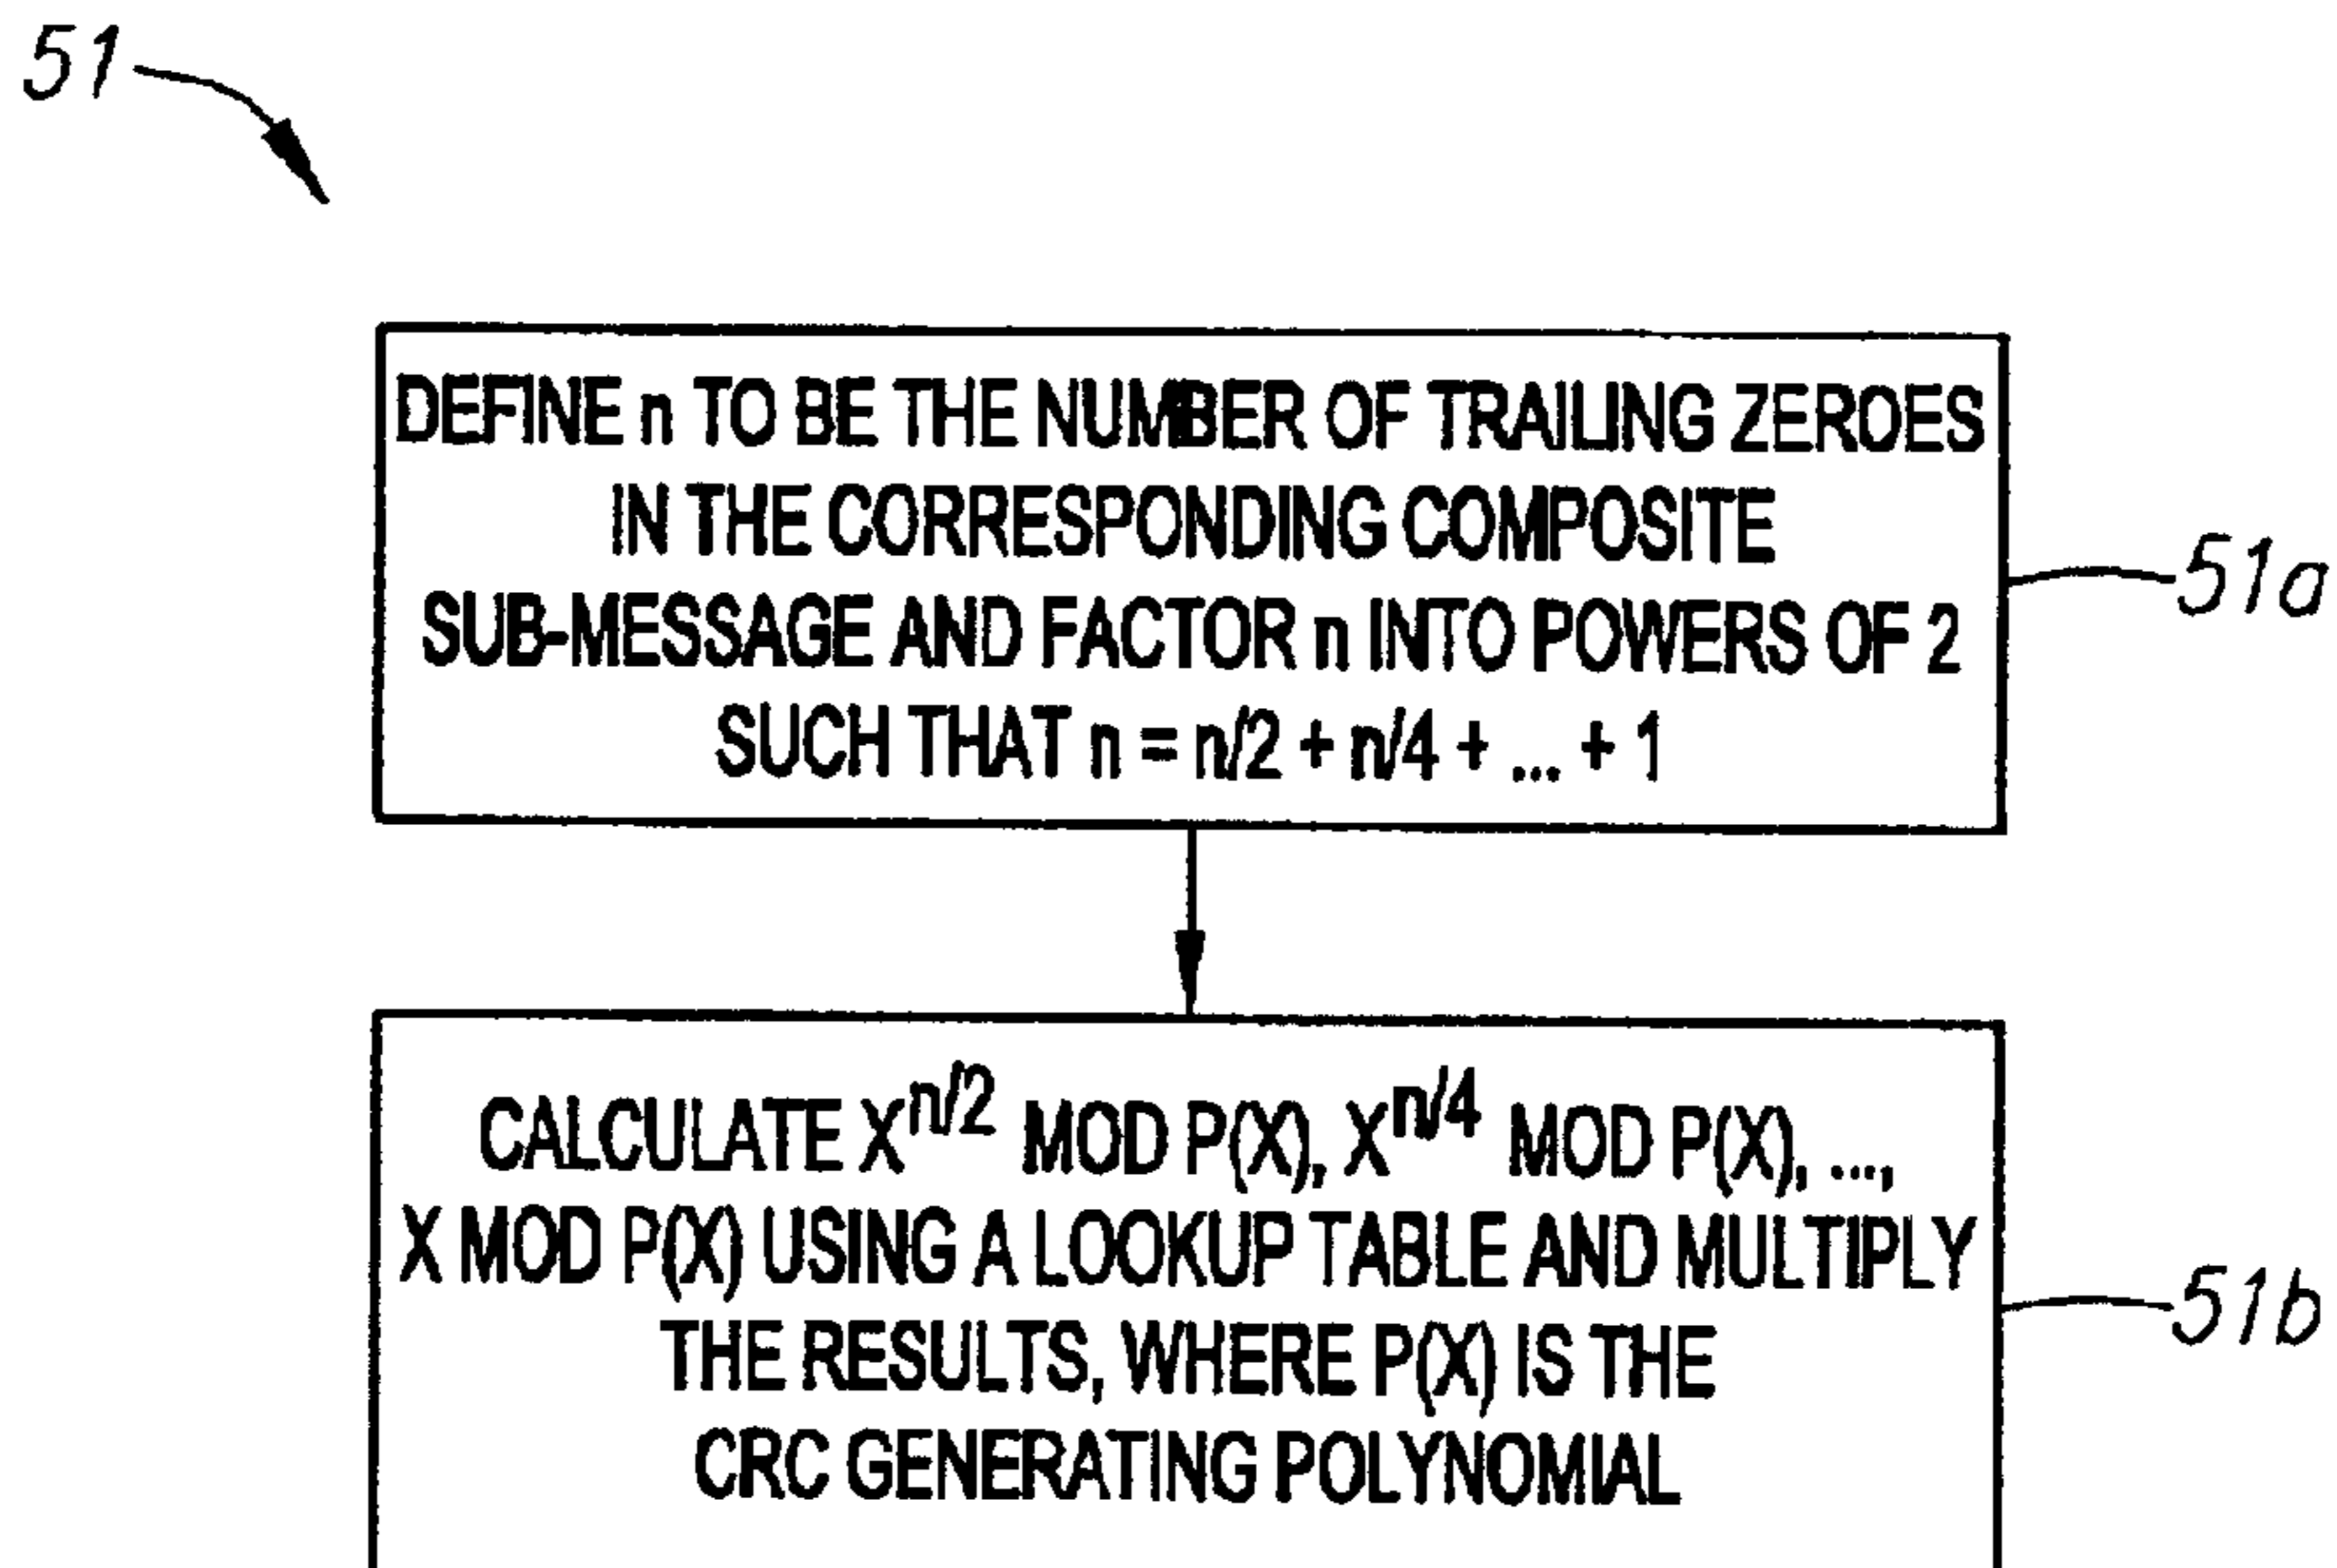 51
DEFINE n TO BE THE NUMBER OF TRAILING ZEROES
IN THE CORRESPONDING COMPOSITE
SUB-MESSAGE AND FACTOR n INTO POWERS OF 2
SUCH THAT n = n/2 + n/4 + ... + 1
51a
CALCULATE X^n/2 MOD P(X), X^n/4 MOD P(X), ...,
X MOD P(X) USING A LOOKUP TABLE AND MULTIPLY
THE RESULTS, WHERE P(X) IS THE
CRC GENERATING POLYNOMIAL
51b